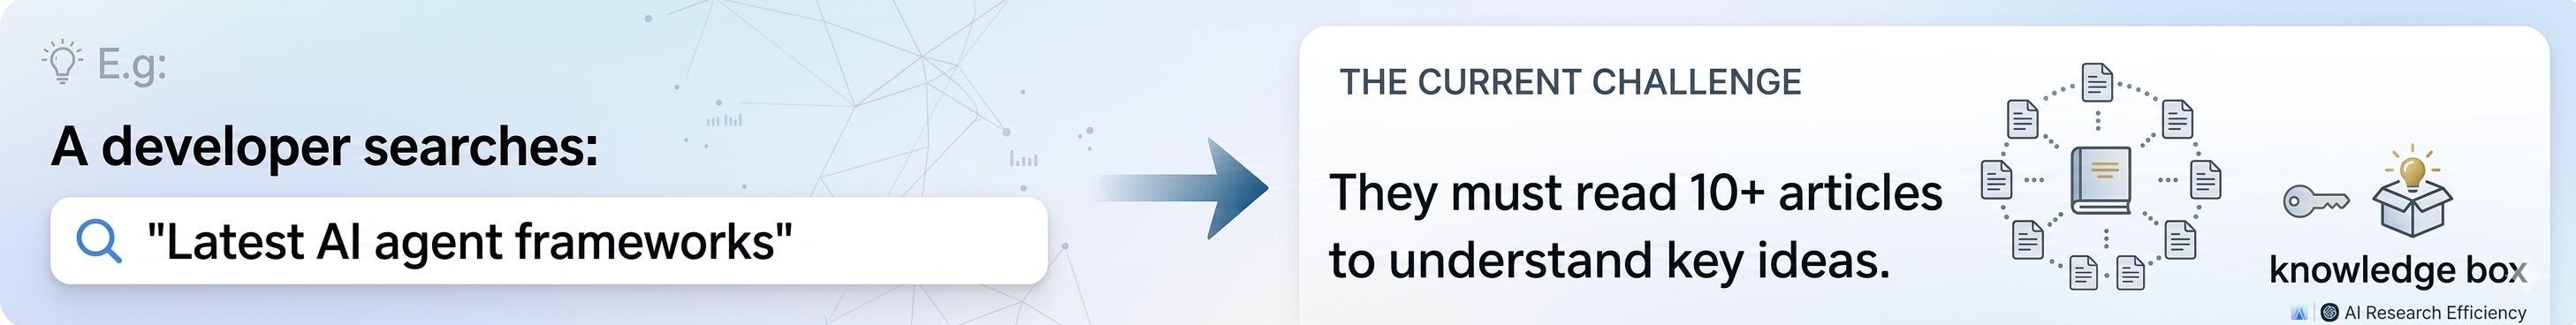 E.g:
A developer searches:
"Latest AI agent frameworks"
THE CURRENT CHALLENGE
They must read 10+ articles
to understand key ideas.
knowledge box
AI Research Efficiency